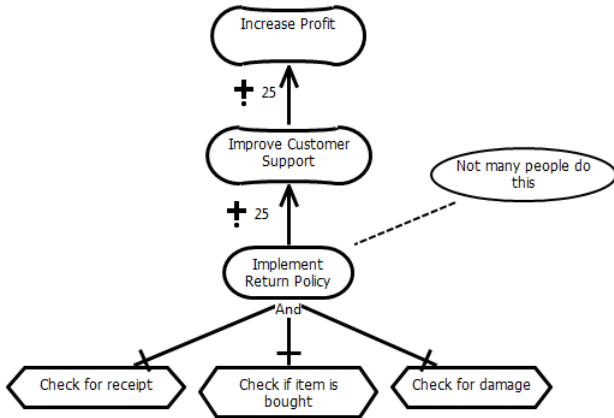 Increase Profit
25
Improve Customer
Support
Not many people do
this
25
Implement
Return Policy
And
Check for receipt
Check if item is
bought
Check for damage